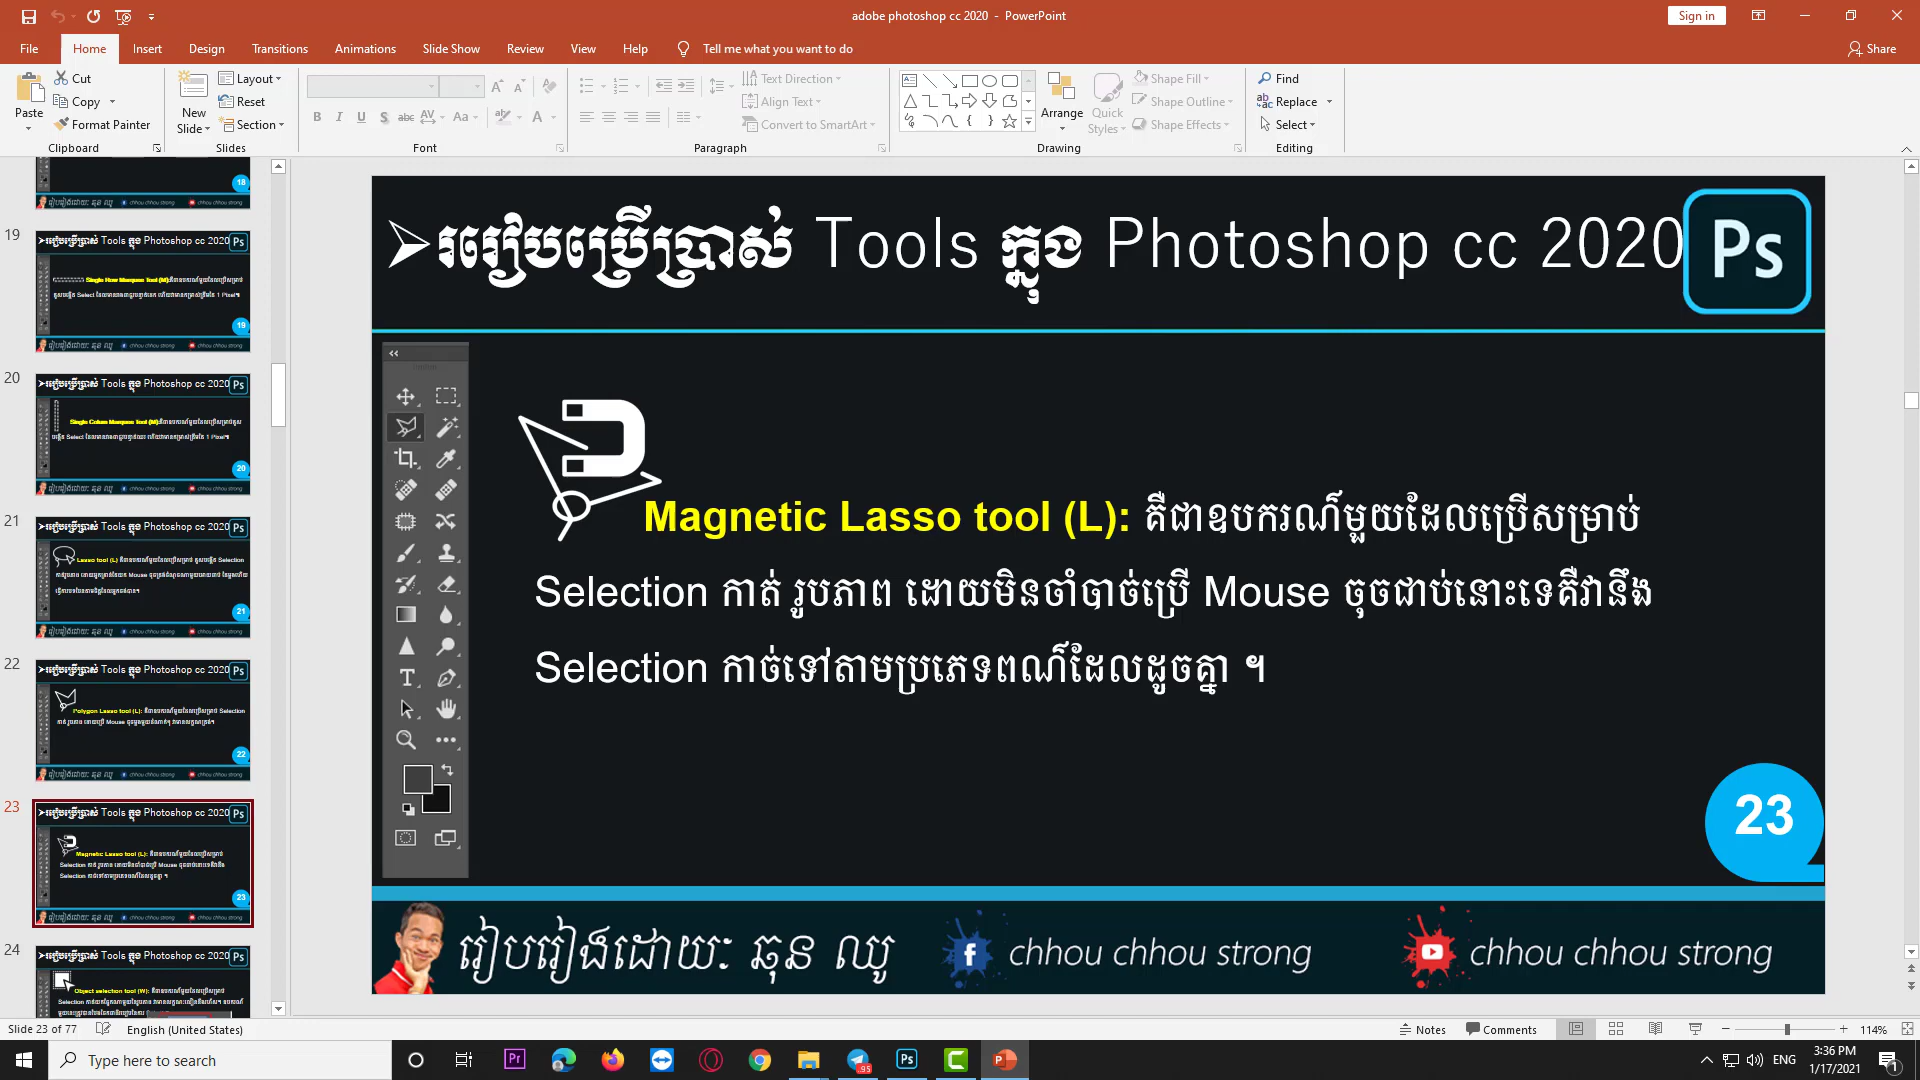 adobe photoshop cc 2020 - PowerPoint
Sign in
File Home Insert Design Transitions Animations Slide Show Review View Help Tell me what you want to do Share
Paste
Cut
Copy
Format Painter
Clipboard
New
Slide
Layout
Reset
Section
Slides
Font
Text Direction
Align Text
Convert to SmartArt
Paragraph
Arrange
Quick
Styles
Shape Fill
Shape Outline
Shape Effects
Drawing
Find
Replace
Select
Editing
18
19
20
21
22
23
24
➢របៀបប្រើប្រាស់ Tools ក្នុង Photoshop cc 2020
Ps
Magnetic Lasso tool (L): គឺជាឧបករណ៍មួយដែលប្រើសម្រាប់
Selection កាត់ រូបភាព ដោយមិនចាំបាច់ប្រើ Mouse ចុចជាប់នោះទេគឺវានឹង
Selection កាច់ទៅតាមប្រភេទពណ៌ដែលដូចគ្នា ។
23
រៀបរៀងដោយ: ឆុន ឈូ
chhou chhou strong
chhou chhou strong
Slide 23 of 77
English (United States)
Notes
Comments
114%
Type here to search
ENG
3:36 PM
1/17/2021